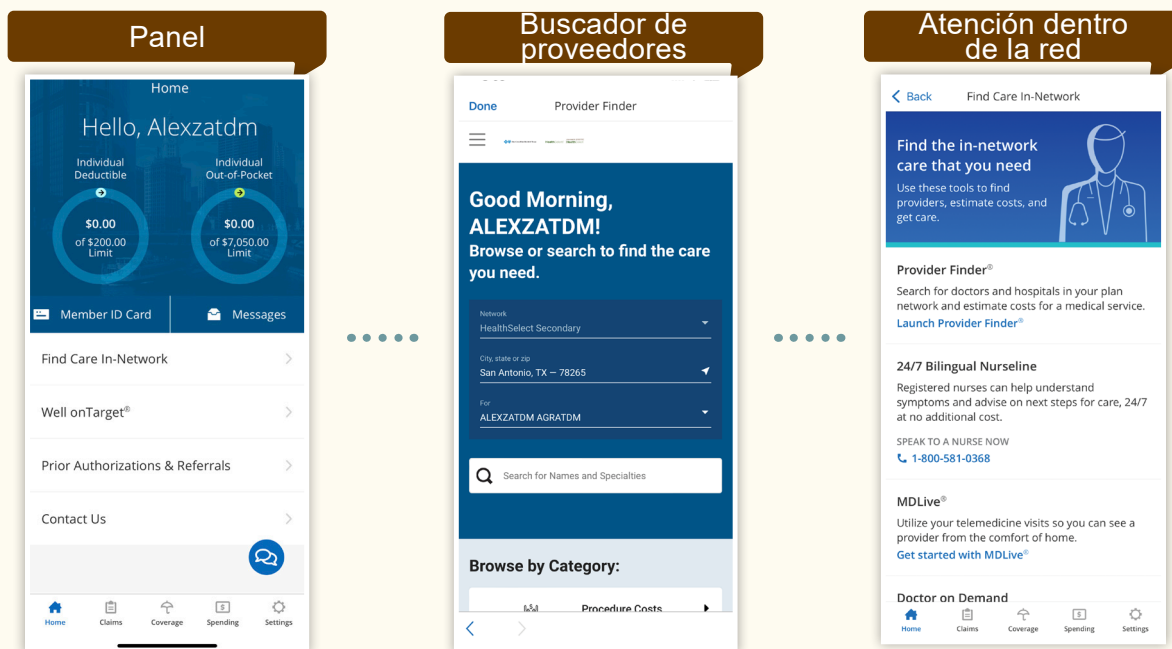 Panel
Home
Hello, Alexzatdm
Individual
Deductible
Individual
Out-of-Pocket
$0.00
of $200.00
Limit
$0.00
of $7,050.00
Limit
Member ID Card
Messages
Find Care In-Network
Well onTarget®
Prior Authorizations & Referrals
Contact Us
Home
Claims
Coverage
Spending
Settings
Buscador de
proveedores
Done
Provider Finder
Good Morning,
ALEXZATDM!
Browse or search to find the care
you need.
Network
HealthSelect Secondary
City, state or zip
San Antonio, TX — 78265
For
ALEXZATDM AGRATDM
Search for Names and Specialties
Browse by Category:
Procedure Costs
Atención dentro
de la red
Back
Find Care In-Network
Find the in-network
care that you need
Use these tools to find
providers, estimate costs, and
get care.
Provider Finder®
Search for doctors and hospitals in your plan
network and estimate costs for a medical service.
Launch Provider Finder®
24/7 Bilingual Nurseline
Registered nurses can help understand
symptoms and advise on next steps for care, 24/7
at no additional cost.
SPEAK TO A NURSE NOW
1-800-581-0368
MDLive®
Utilize your telemedicine visits so you can see a
provider from the comfort of home.
Get started with MDLive®
Doctor on Demand
Home
Claims
Coverage
Spending
Settings